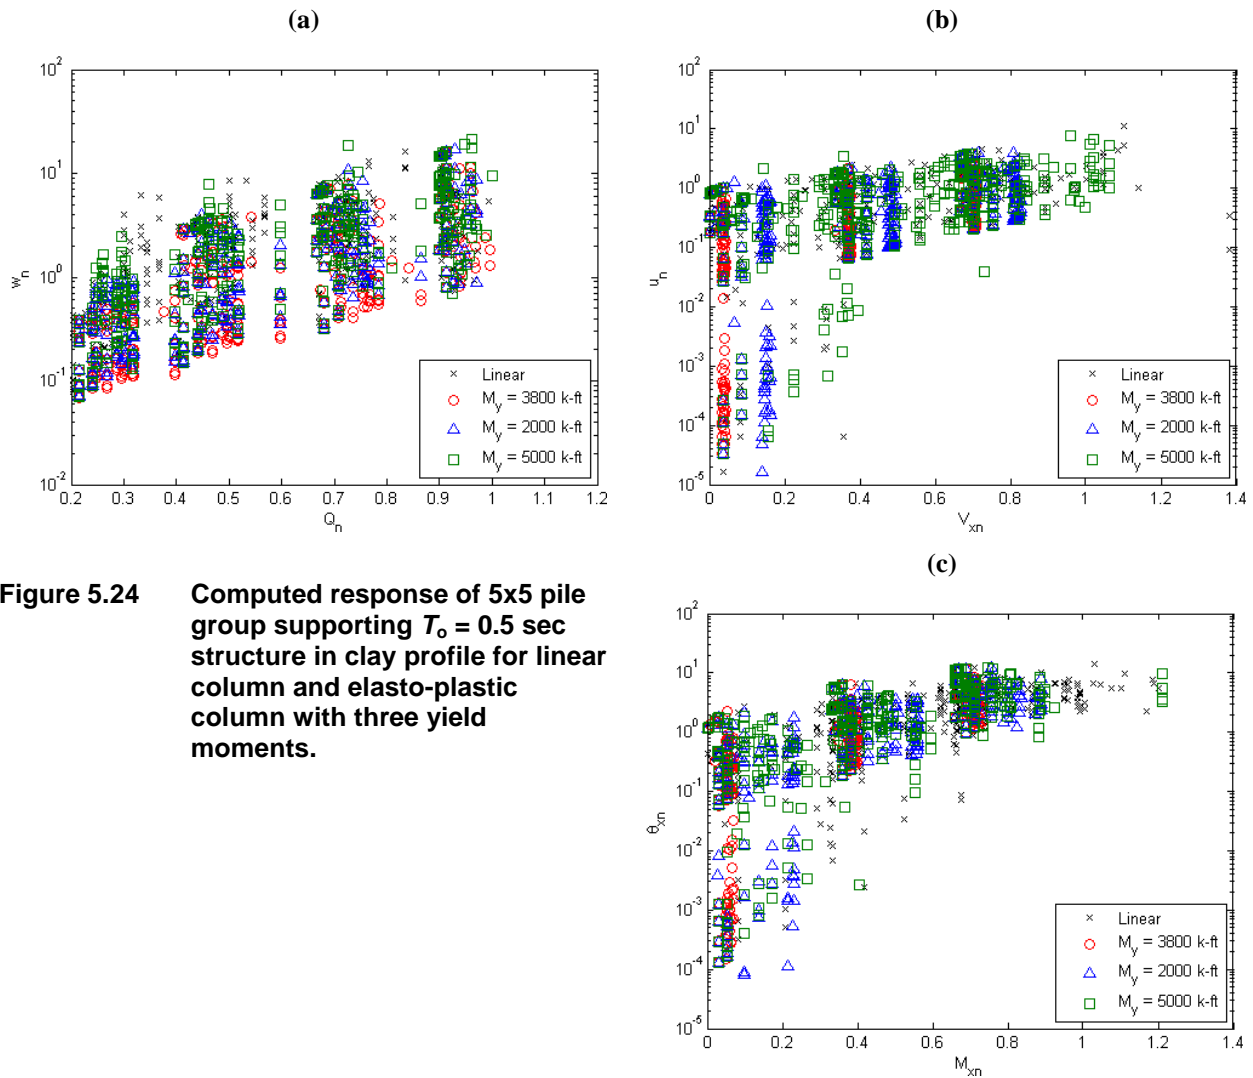 (a)
10^2
10^1
10^0
10^-1
10^-2
w_n
0.2 0.3 0.4 0.5 0.6 0.7 0.8 0.9 1 1.1 1.2
Q_n
Linear
M_y = 3800 k-ft
M_y = 2000 k-ft
M_y = 5000 k-ft
(b)
10^2
10^1
10^0
10^-1
10^-2
10^-3
10^-4
10^-5
u_n
0 0.2 0.4 0.6 0.8 1 1.2 1.4
V_xn
Linear
M_y = 3800 k-ft
M_y = 2000 k-ft
M_y = 5000 k-ft
Figure 5.24 Computed response of 5x5 pile
group supporting T_o = 0.5 sec
structure in clay profile for linear
column and elasto-plastic
column with three yield
moments.
(c)
10^2
10^1
10^0
10^-1
10^-2
10^-3
10^-4
10^-5
θ_xn
0 0.2 0.4 0.6 0.8 1 1.2 1.4
M_xn
Linear
M_y = 3800 k-ft
M_y = 2000 k-ft
M_y = 5000 k-ft